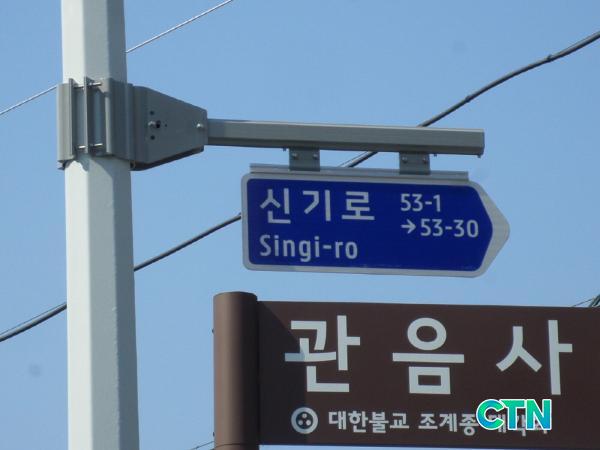 신기로 53-1
Singi-ro →53-30
관음사
대한불교 조계종
CTN